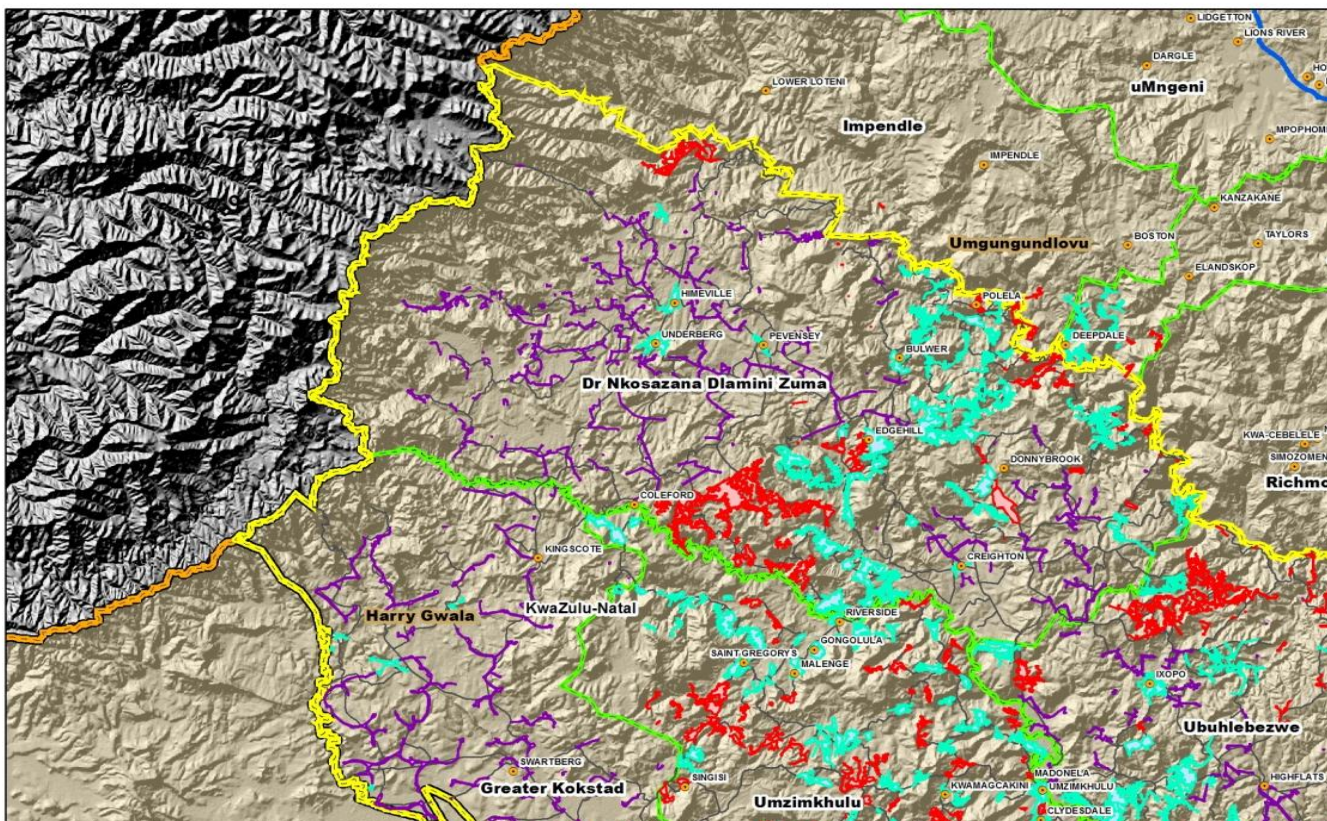 LIDGETTON
LIONS RIVER
DARGLE
HO
uMngeni
LOWER LOTENI
Impendle
MPOPHOM
IMPENDLE
KANZAKANE
Umgungundlovu
BOSTON
TAYLORS
ELANDSKOP
HIMEVILLE
POLELA
UNDERBERG
PEVENSEY
DEEPDALE
BULWER
Dr Nkosazana Dlamini Zuma
EDGEHILL
KWA-CEBELELE
DONNYBROOK
SIMOZOMEN
Richmo
COLEFORD
KINGSCOTE
CREIGHTON
KwaZulu-Natal
Harry Gwala
RIVERSIDE
GONGOLULA
SAINT GREGORYS
MALENGE
IXOPO
Ubuhlebezwe
SWARTBERG
MADONELA
SINGISI
Greater Kokstad
HIGHFLATS
KWAMAGCAKINI
UMZIMKHULU
Umzimkhulu
CLYDESDALE